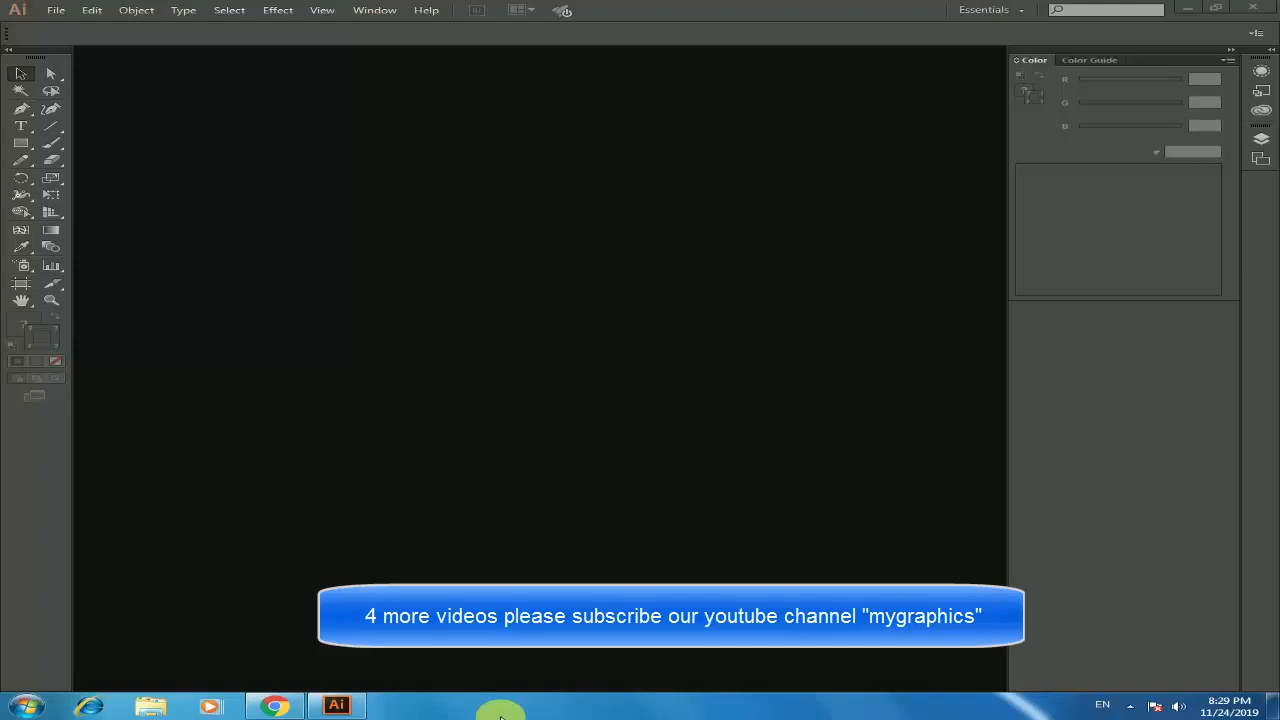 Ai File Edit Object Type Select Effect View Window Help Essentials
Color Color Guide
R
G
B
T
4 more videos please subscribe our youtube channel "mygraphics"
Ai EN 8:29 PM
11/24/2019